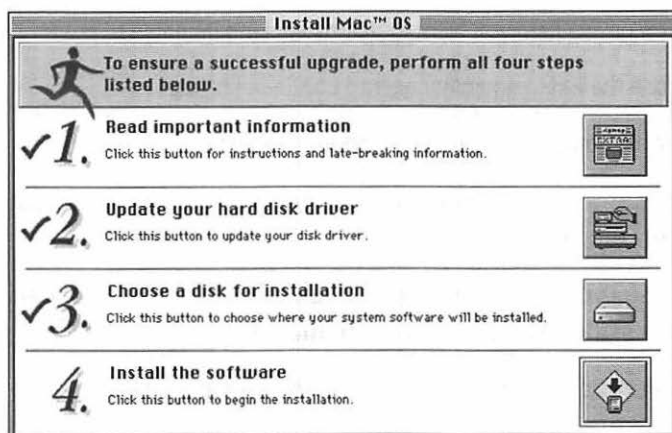 Install Mac™ OS
To ensure a successful upgrade, perform all four steps
listed below.
1. Read important information
Click this button for instructions and late-breaking information.
2. Update your hard disk driver
Click this button to update your disk driver.
3. Choose a disk for installation
Click this button to choose where your system software will be installed.
4. Install the software
Click this button to begin the installation.
EXTRA